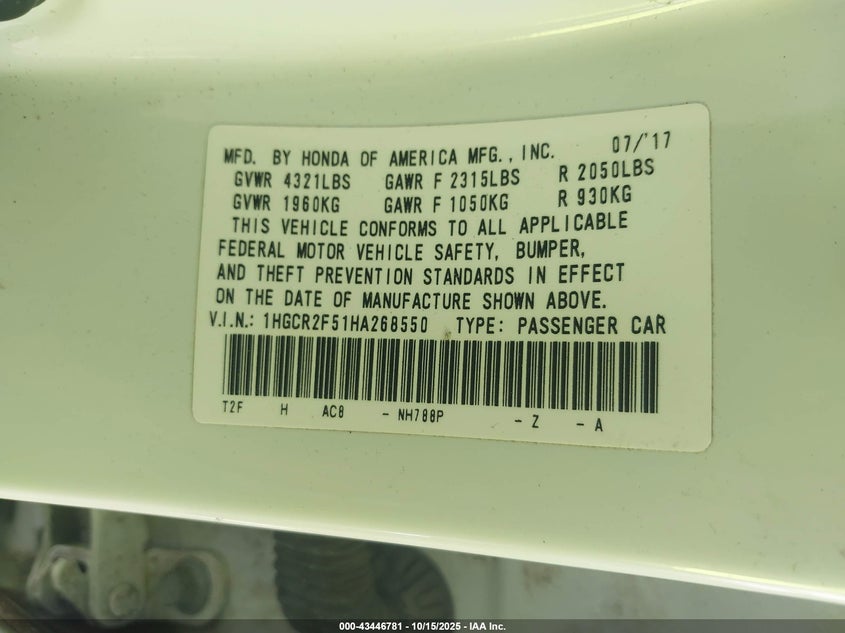 MFD. BY HONDA OF AMERICA MFG., INC. 07/'17
GVWR 4321LBS GAWR F 2315LBS R 2050LBS
GVWR 1960KG GAWR F 1050KG R 930KG
THIS VEHICLE CONFORMS TO ALL APPLICABLE
FEDERAL MOTOR VEHICLE SAFETY, BUMPER,
AND THEFT PREVENTION STANDARDS IN EFFECT
ON THE DATE OF MANUFACTURE SHOWN ABOVE.
V.I.N.: 1HGCR2F51HA268550 TYPE: PASSENGER CAR
T2F H AC8 - NH788P - Z - A
000-43446781 | 10/15/2025 | IAA Inc.